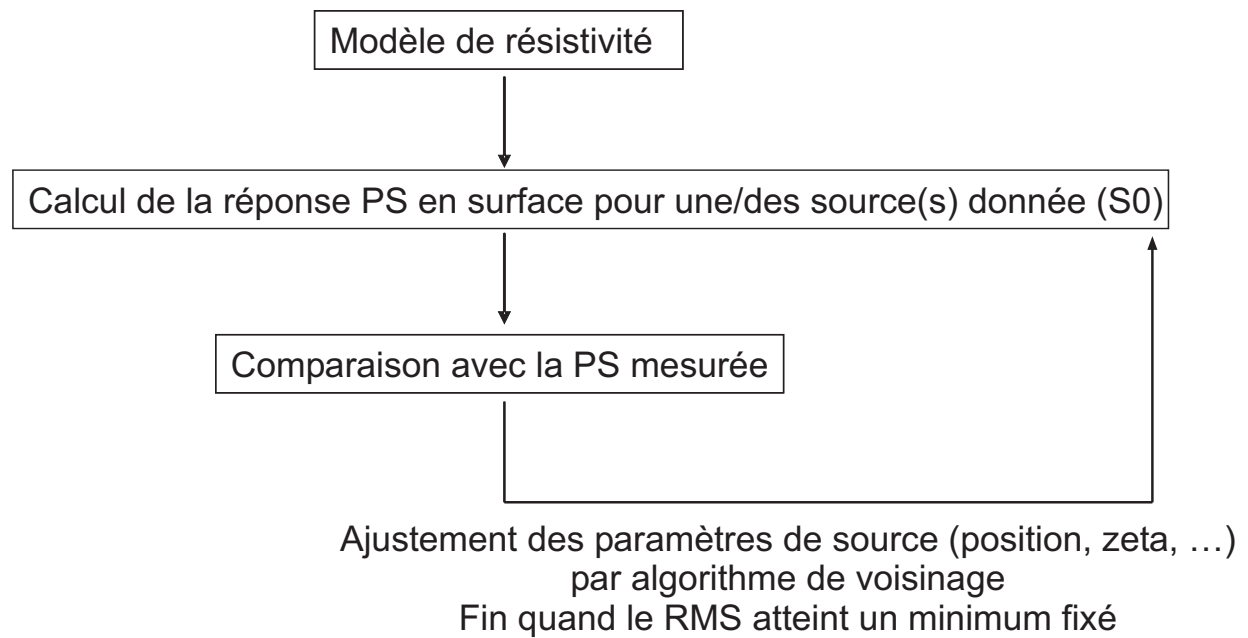 Modèle de résistivité
Calcul de la réponse PS en surface pour une/des source(s) donnée (S0)
Comparaison avec la PS mesurée
Ajustement des paramètres de source (position, zeta, …)
par algorithme de voisinage
Fin quand le RMS atteint un minimum fixé